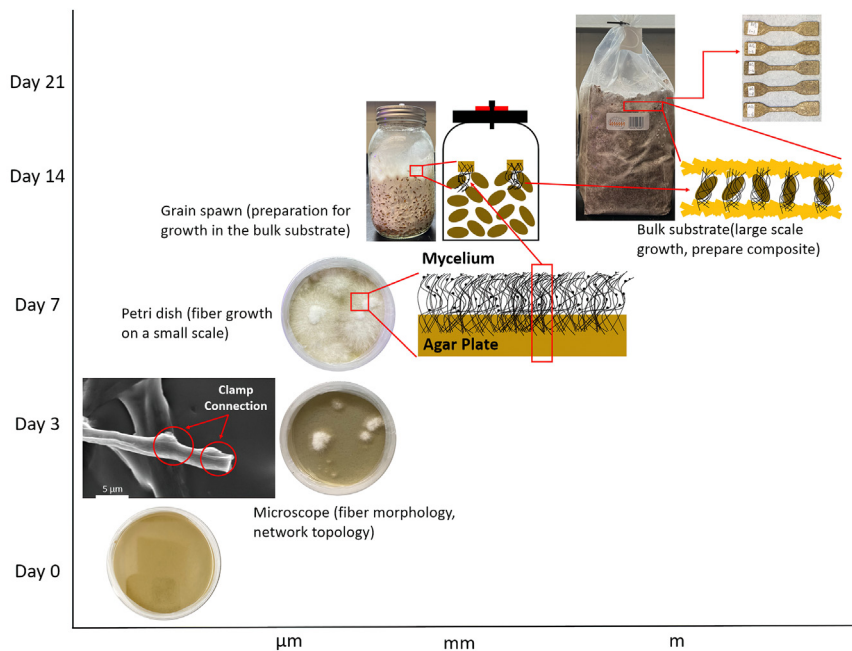 Day 21
Day 14
Grain spawn (preparation for
growth in the bulk substrate)
Bulk substrate(large scale
growth, prepare composite)
Mycelium
Day 7
Petri dish (fiber growth
on a small scale)
Agar Plate
Clamp
Connection
Day 3
5 μm
Microscope (fiber morphology,
network topology)
Day 0
μm
mm
m